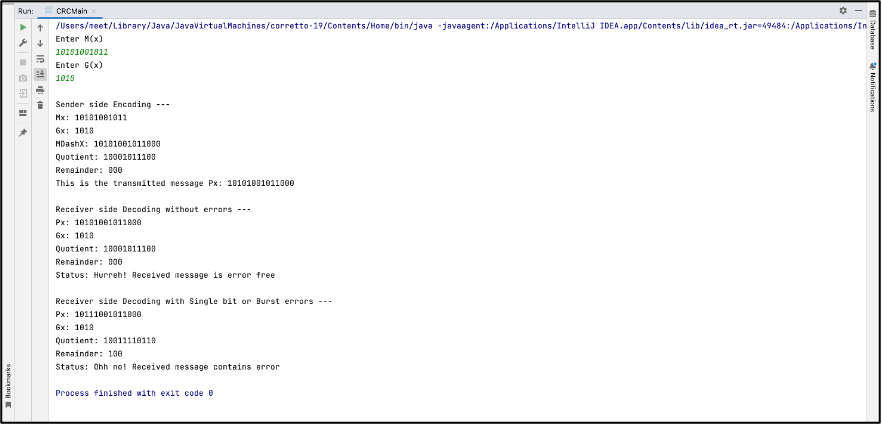 Run: CRCMain ×
/Users/meet/Library/Java/JavaVirtualMachines/corretto-19/Contents/Home/bin/java -javaagent:/Applications/IntelliJ IDEA.app/Contents/lib/idea_rt.jar=49484:/Applications/In
Enter M(x)
10101001011
Enter G(x)
1010
Sender side Encoding ---
Mx: 10101001011
Gx: 1010
MDashX: 10101001011000
Quotient: 10001011100
Remainder: 000
This is the transmitted message Px: 10101001011000
Receiver side Decoding without errors ---
Px: 10101001011000
Gx: 1010
Quotient: 10001011100
Remainder: 000
Status: Hurreh! Received message is error free
Receiver side Decoding with Single bit or Burst errors ---
Px: 10111001011000
Gx: 1010
Quotient: 10011110110
Remainder: 100
Status: Ohh no! Received message contains error
Process finished with exit code 0
Bookmarks
Database
Notifications